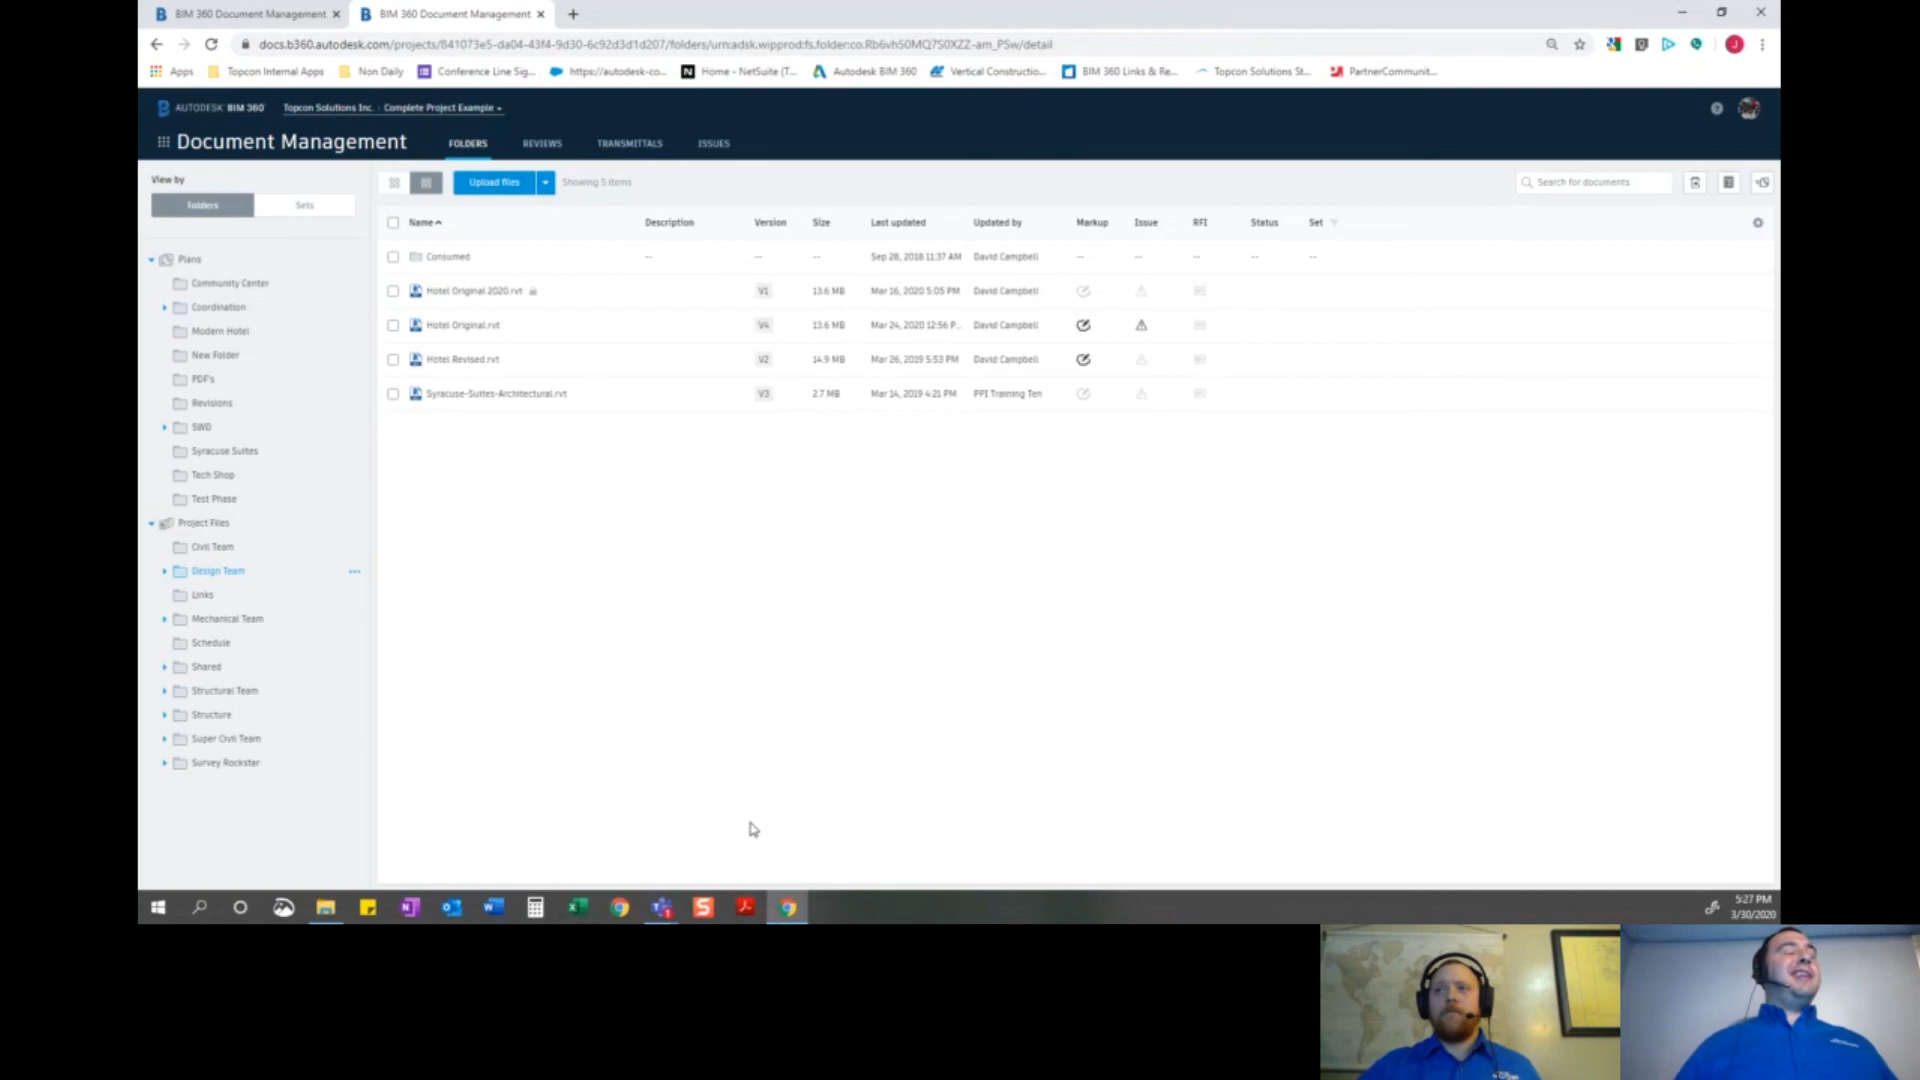 BIM 360 Document Management
BIM 360 Document Management
docs.b360.autodesk.com/projects/841073e5-da04-43f4-9d30-6c92d3d1d207/folders/urn:adsk.wipprod:fs.folder:co.Rb6vh50MQ7S0XZZ-am_PSw/detail
Apps Topcon Internal Apps Non Daily Conference Line Sig... https://autodesk-co... Home - NetSuite (T... Autodesk BIM 360 Vertical Constructio... BIM 360 Links & Re... Topcon Solutions St... PartnerCommunit...
AUTODESK BIM 360 Topcon Solutions Inc. Complete Project Example
Document Management FOLDERS REVIEWS TRANSMITTALS ISSUES
View by
Folders Sets
Upload files Showing 5 items Search for documents
Name Description Version Size Last updated Updated by Markup Issue RFI Status Set
Consumed -- -- -- Sep 28, 2018 11:37 AM David Campbell -- -- -- -- --
Hotel Original 2020.rvt V1 13.6 MB Mar 16, 2020 5:05 PM David Campbell
Hotel Original.rvt V4 13.6 MB Mar 24, 2020 12:56 P... David Campbell
Hotel Revised.rvt V2 14.9 MB Mar 26, 2019 5:53 PM David Campbell
Syracuse-Suites-Architectural.rvt V3 2.7 MB Mar 14, 2019 4:21 PM PPI Training Ten
Plans
Community Center
Coordination
Modern Hotel
New Folder
PDF's
Revisions
SWD
Syracuse Suites
Tech Shop
Test Phase
Project Files
Civil Team
Design Team
Links
Mechanical Team
Schedule
Shared
Structural Team
Structure
Super Civil Team
Survey Rockstar
5:27 PM
3/30/2020